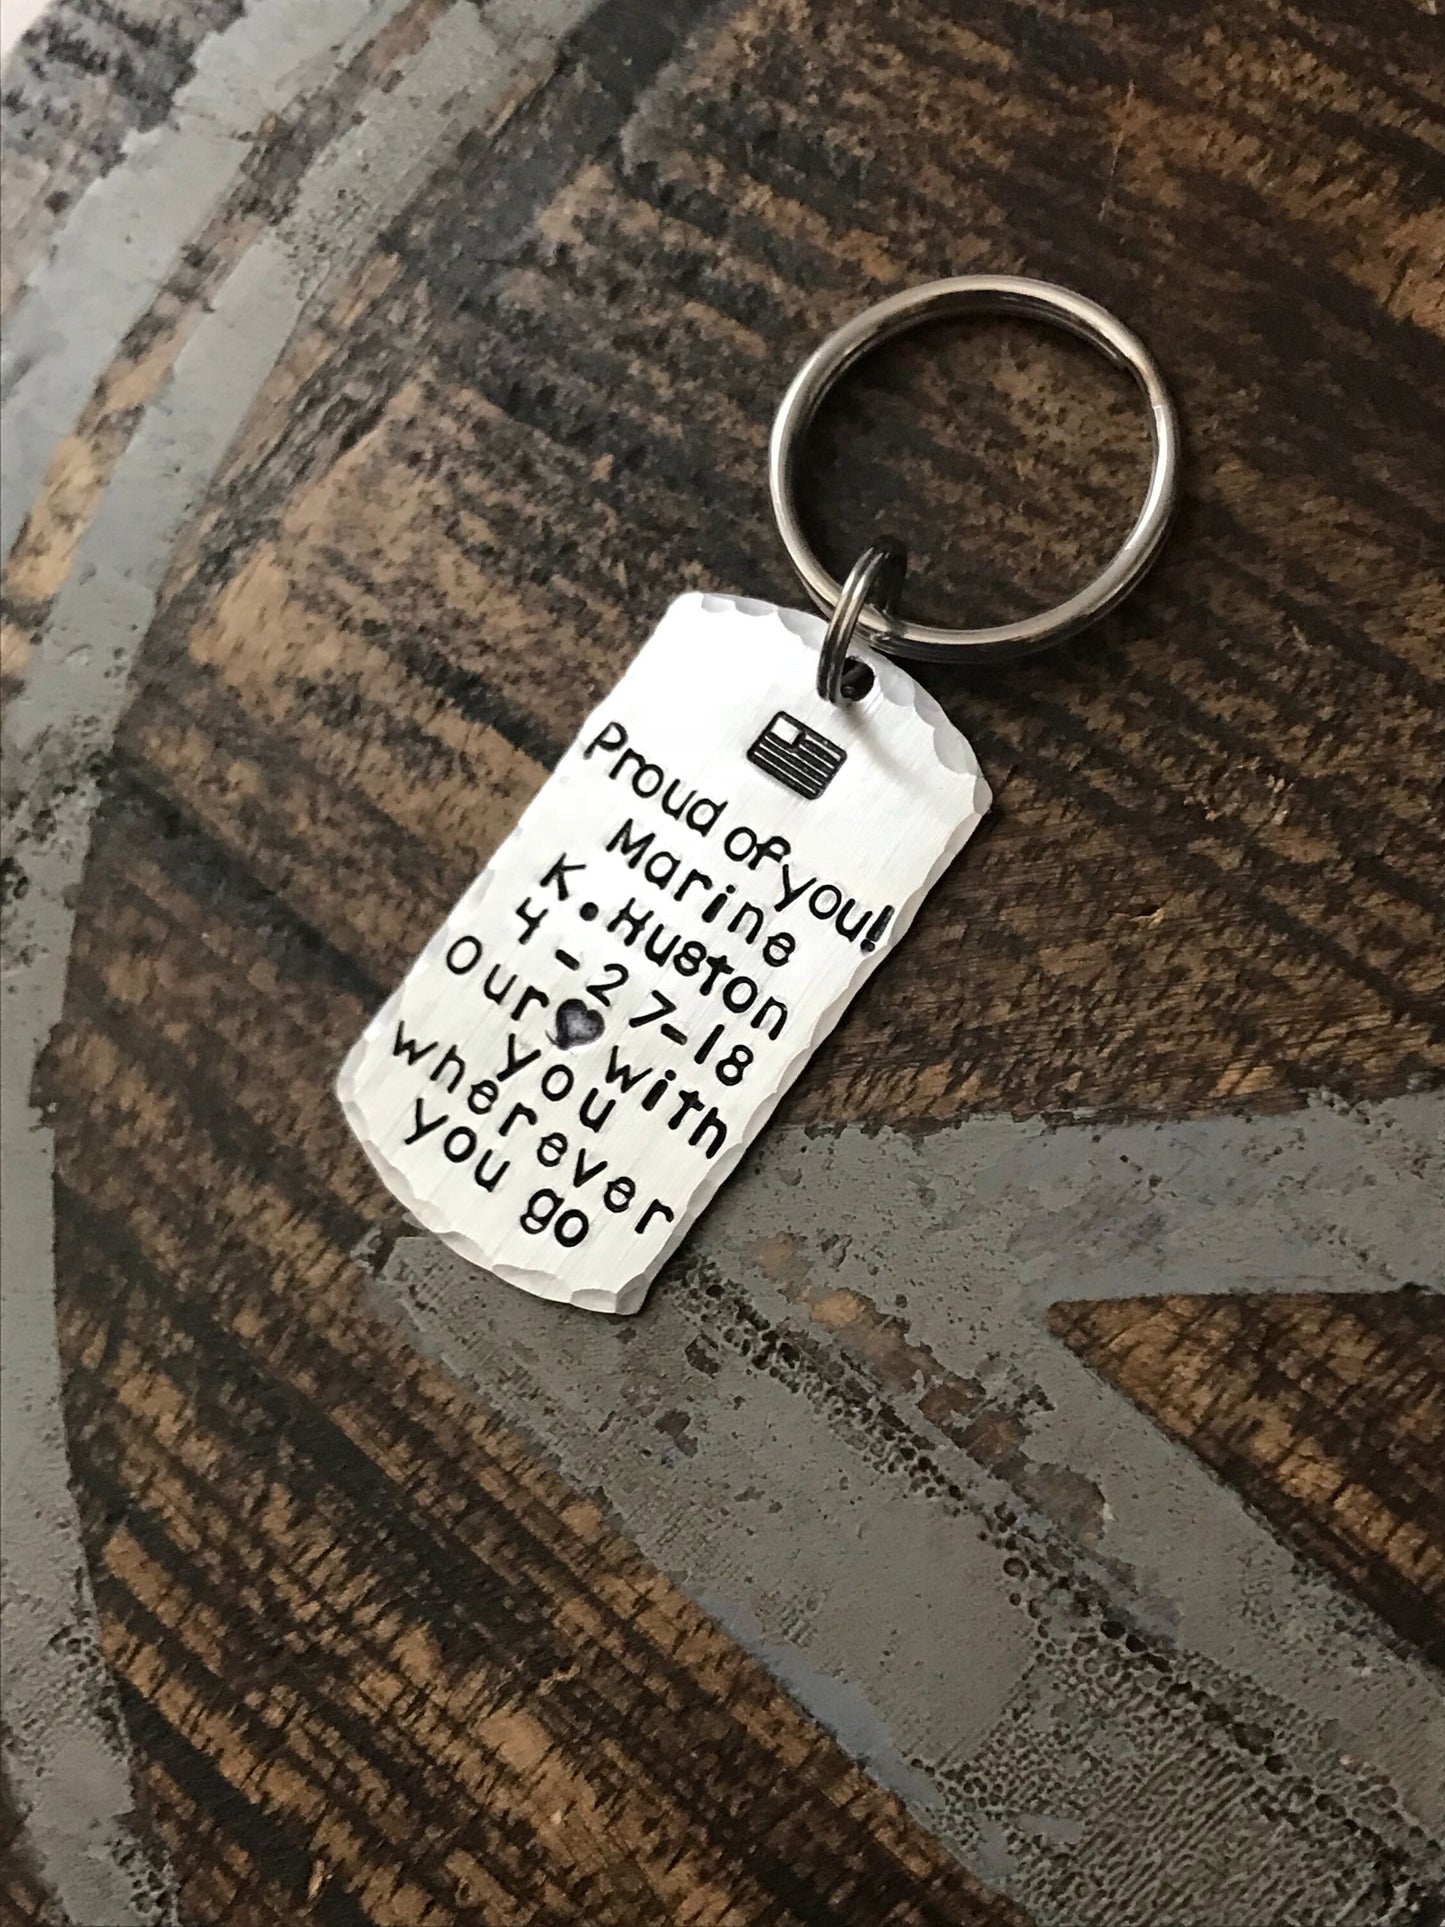 Proud of you!
Marine
K. Huston
4-27-18
Our ♥ with
you
wherever
you go